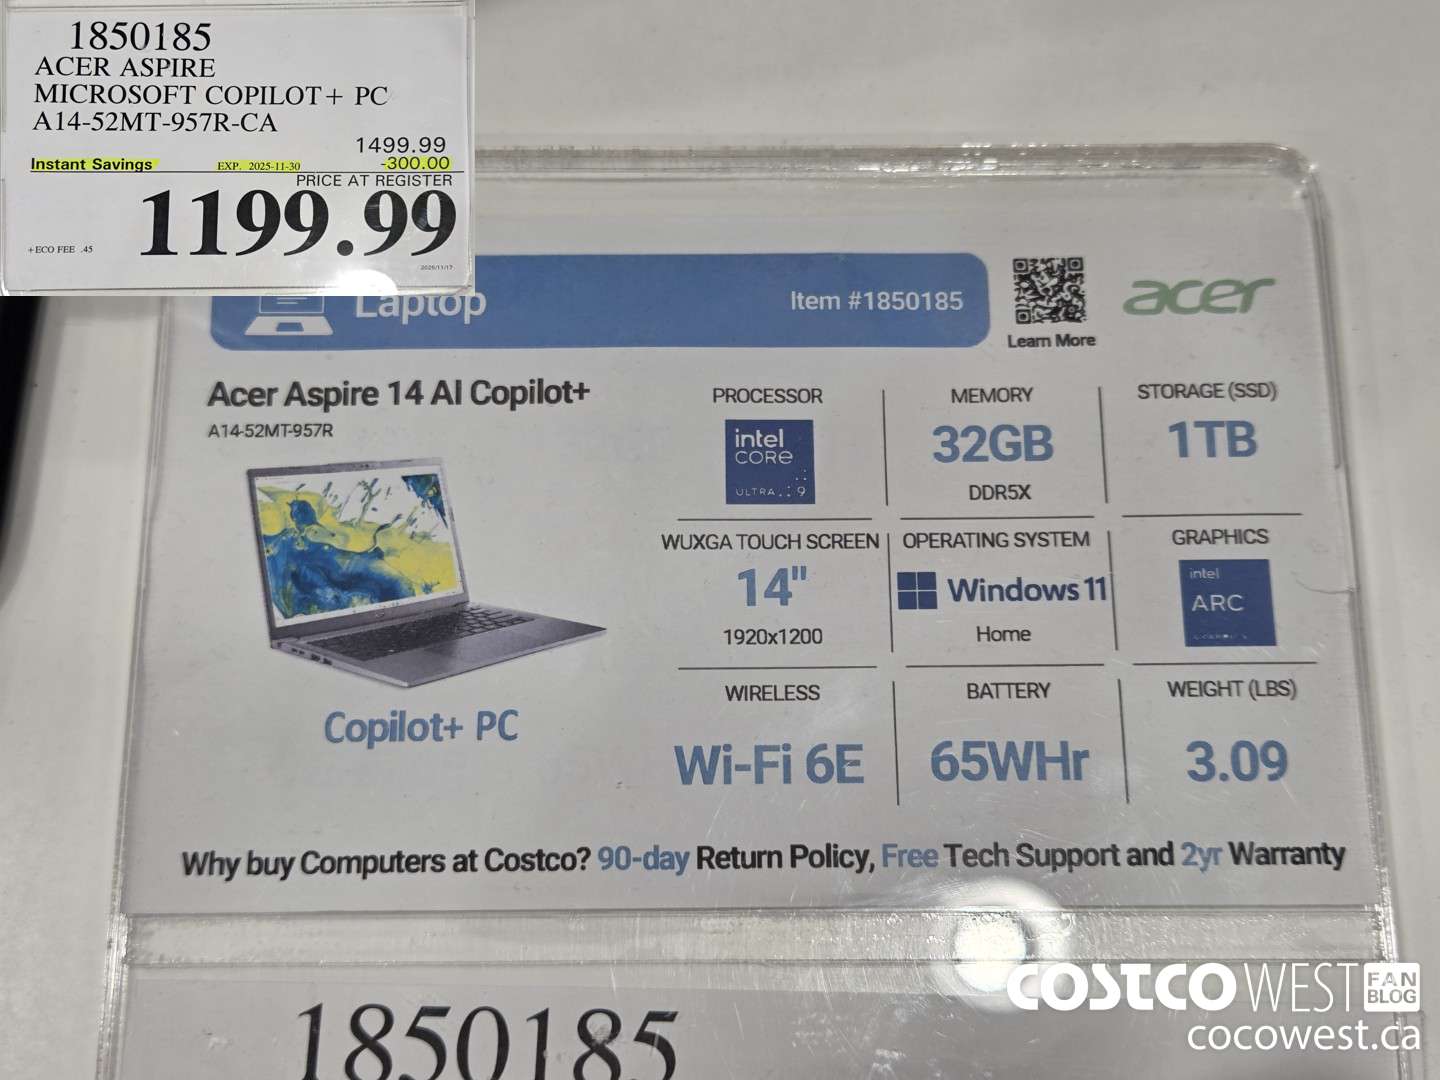 1850185
ACER ASPIRE
MICROSOFT COPILOT+ PC
A14-52MT-957R-CA
1499.99
Instant Savings EXP. 2025-11-30 -300.00
PRICE AT REGISTER
1199.99
+ECO FEE .45
2025/11/17
Laptop
Item #1850185
Learn More
acer
Acer Aspire 14 AI Copilot+
A14-52MT-957R
PROCESSOR
intel
CORE
ULTRA 9
MEMORY
32GB
DDR5X
STORAGE (SSD)
1TB
WUXGA TOUCH SCREEN
14"
1920x1200
OPERATING SYSTEM
Windows 11
Home
GRAPHICS
intel
ARC
GRAPHICS
Copilot+ PC
WIRELESS
Wi-Fi 6E
BATTERY
65WHr
WEIGHT (LBS)
3.09
Why buy Computers at Costco? 90-day Return Policy, Free Tech Support and 2yr Warranty
1850185
COSTCO WEST FAN BLOG
cocowest.ca